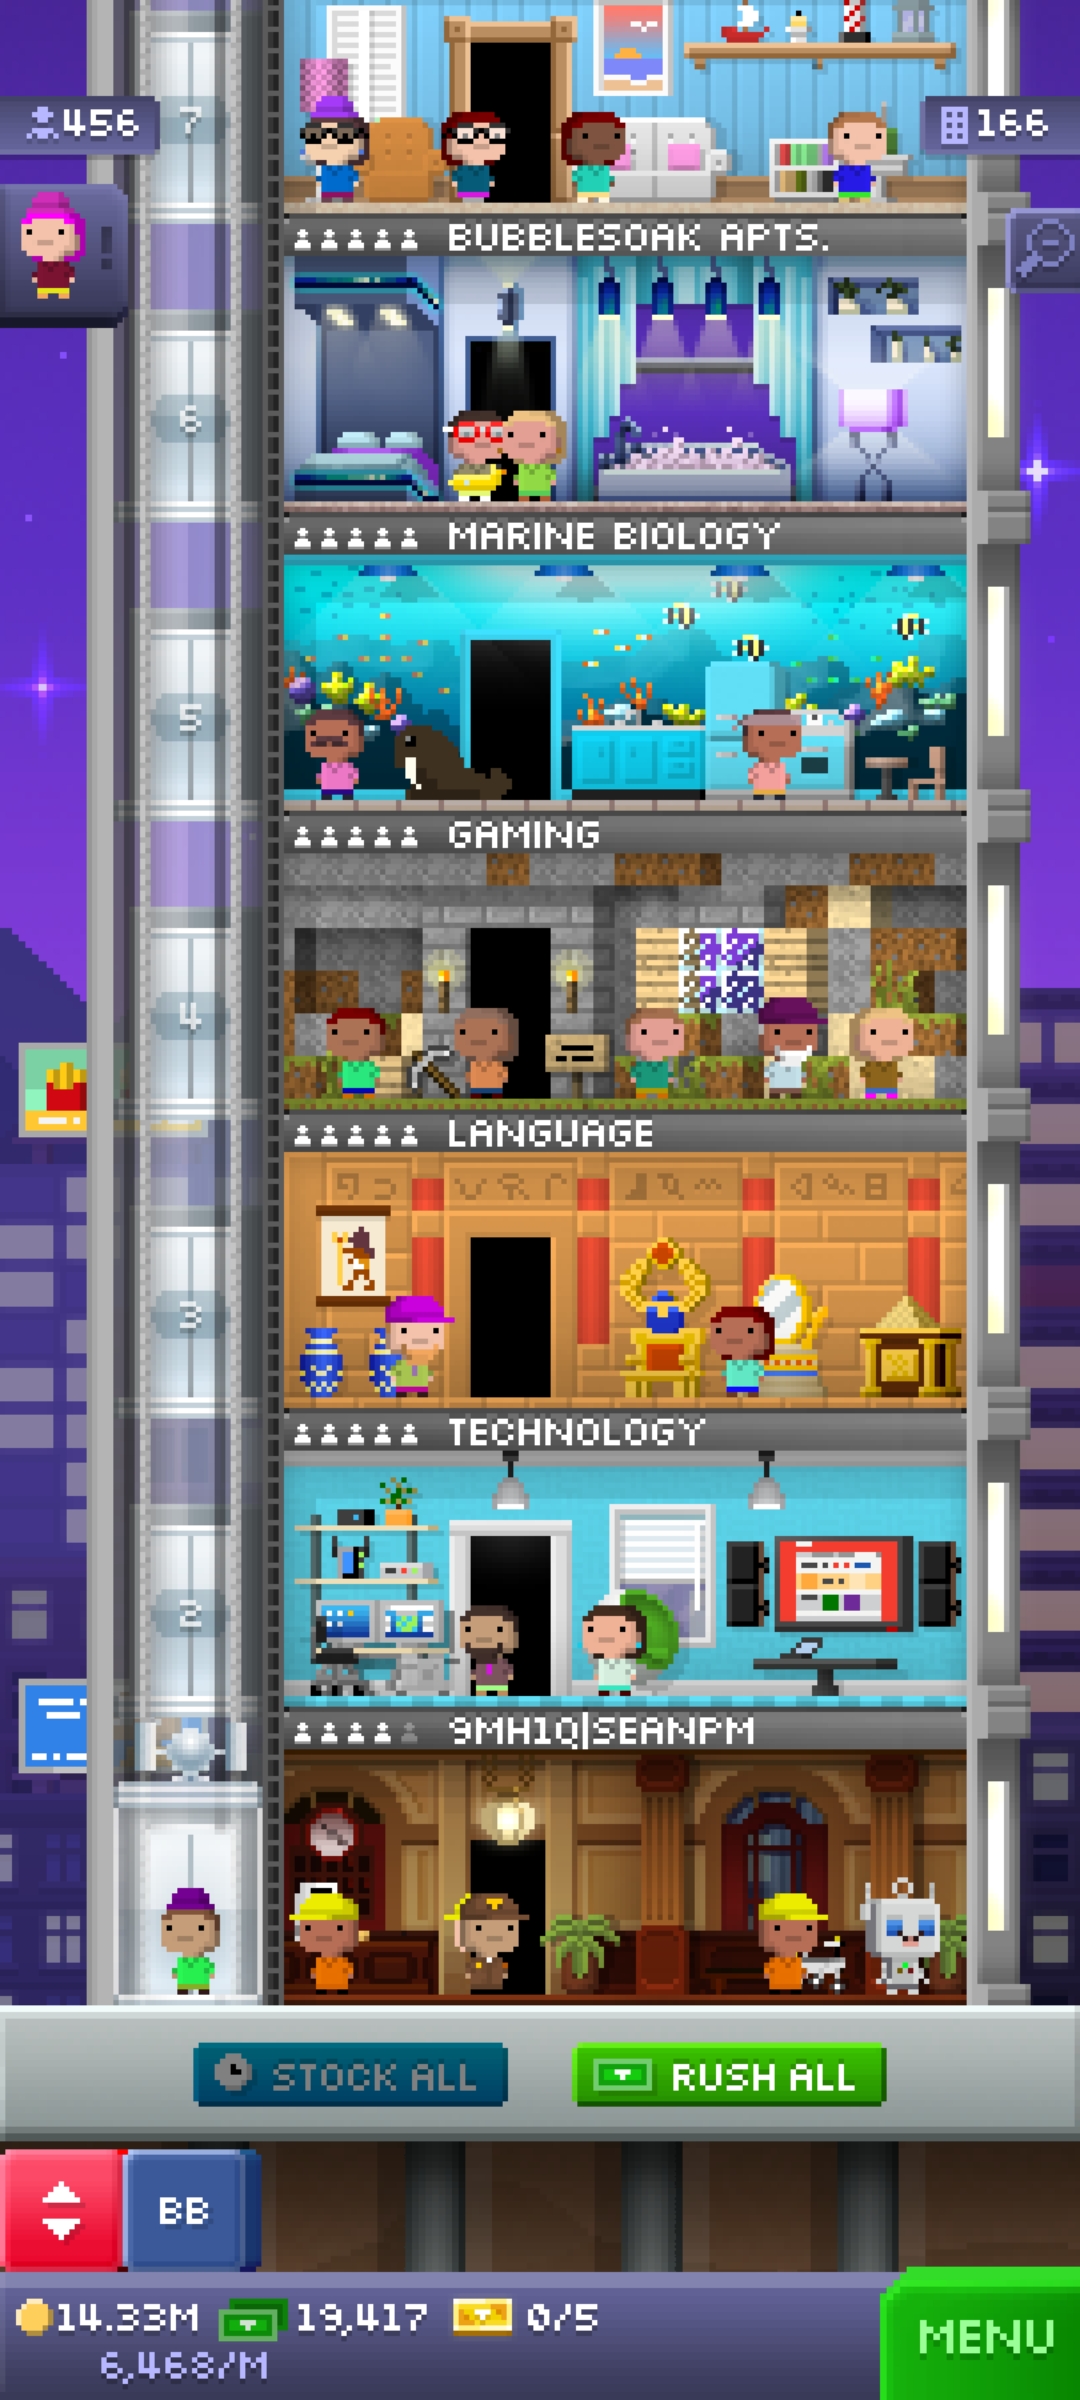 7
456
166
!
BUBBLESOAK APTS.
6
MARINE BIOLOGY
5
GAMING
4
LANGUAGE
3
TECHNOLOGY
2
9MH1Q|SEANPM
STOCK ALL
RUSH ALL
BB
14.33M
19,417
0/5
6,468/M
MENU